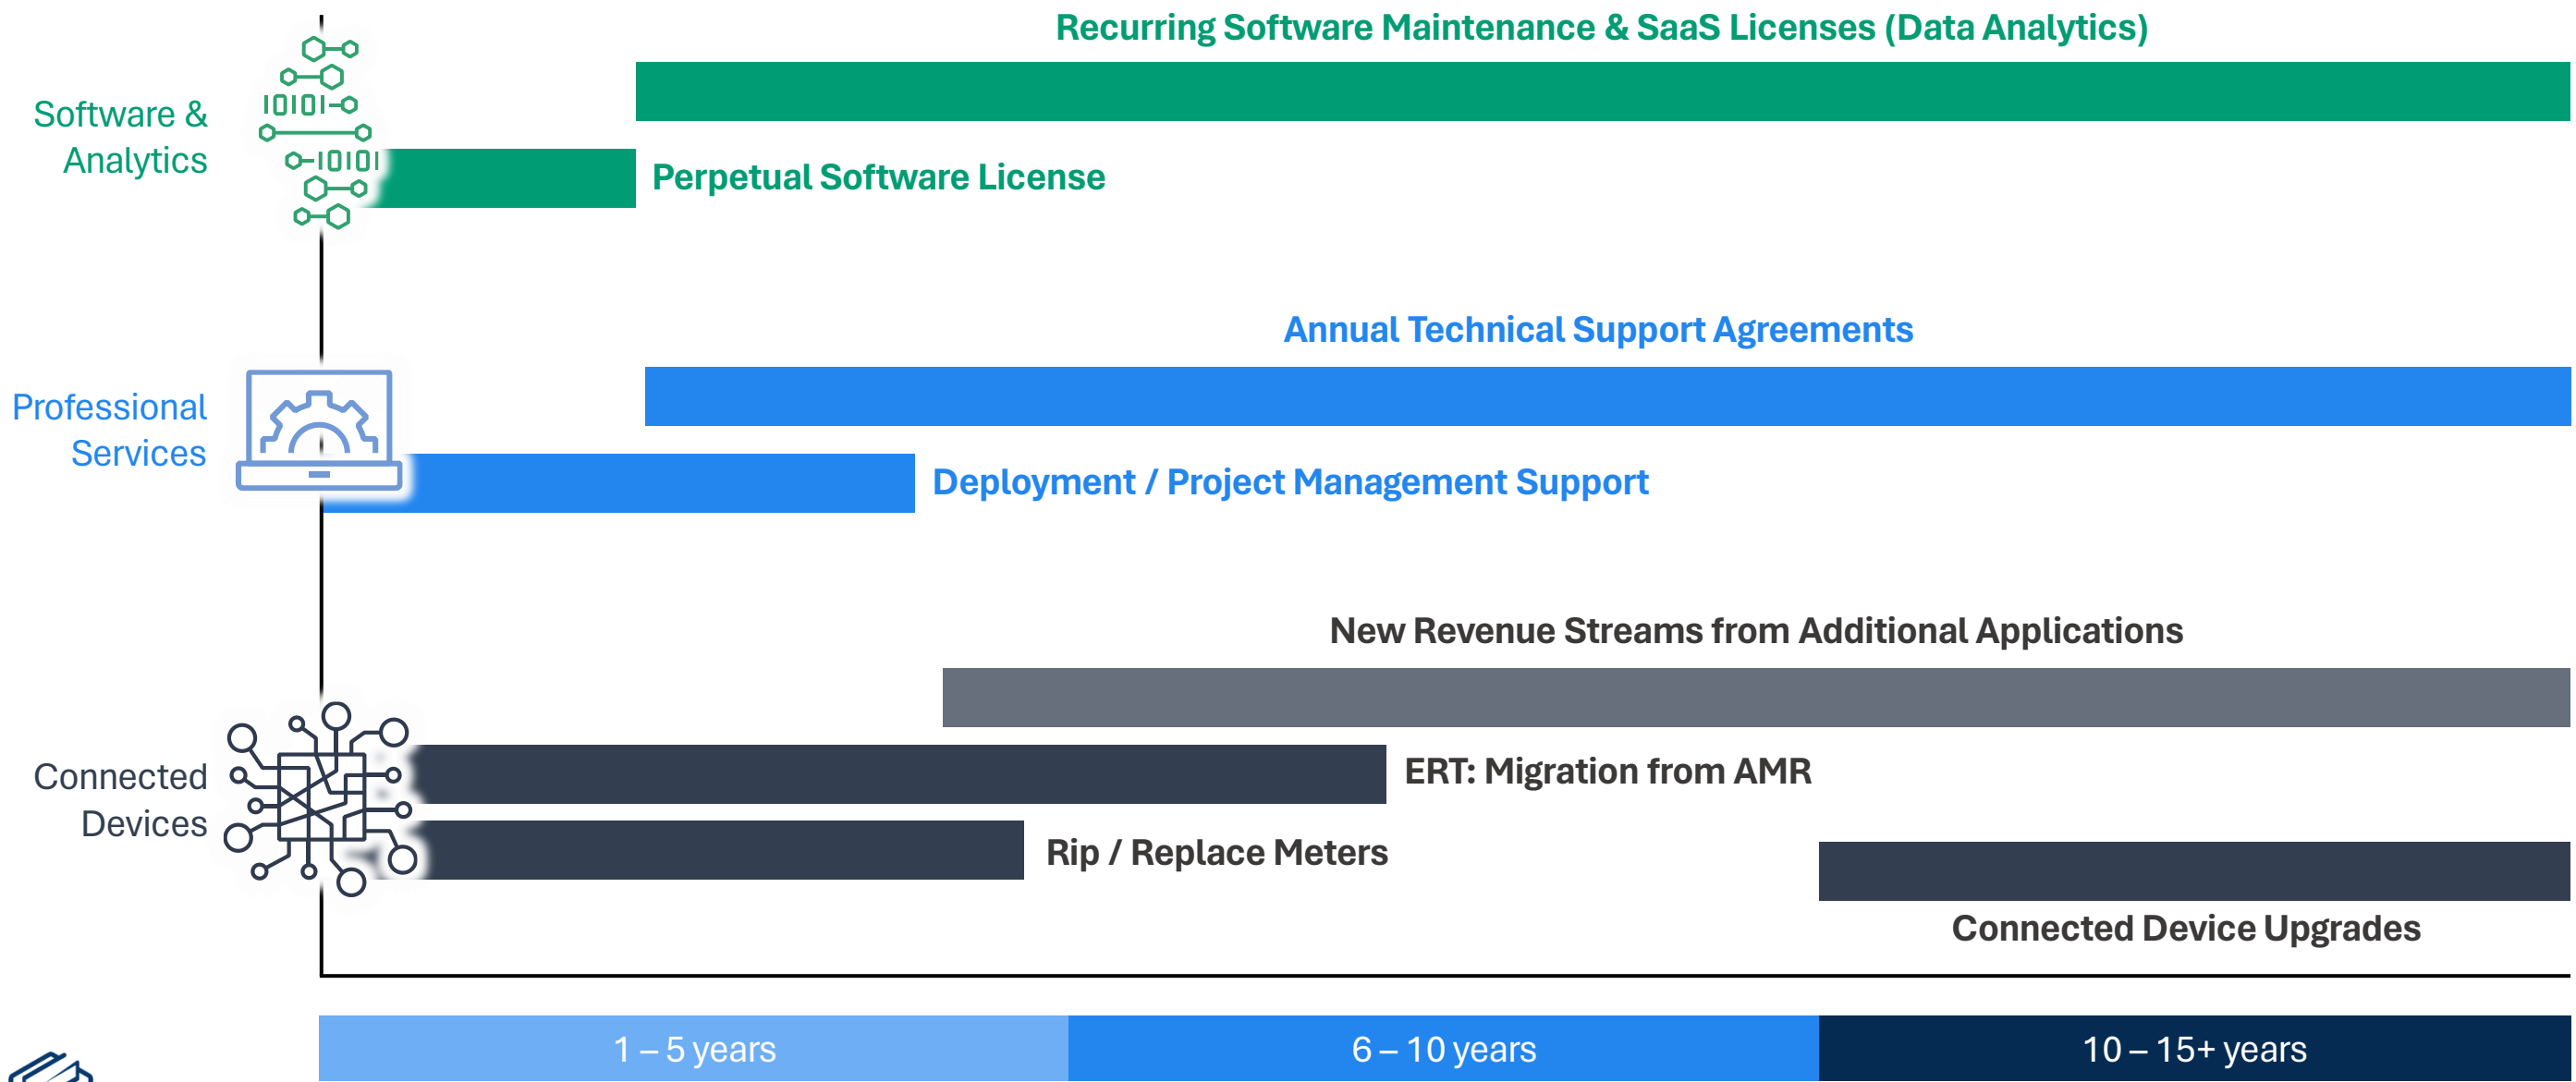 Recurring Software Maintenance & SaaS Licenses (Data Analytics)
Software &
Analytics
Perpetual Software License
Annual Technical Support Agreements
Professional
Services
Deployment / Project Management Support
New Revenue Streams from Additional Applications
Connected
Devices
ERT: Migration from AMR
Rip / Replace Meters
Connected Device Upgrades
1 – 5 years
6 – 10 years
10 – 15+ years